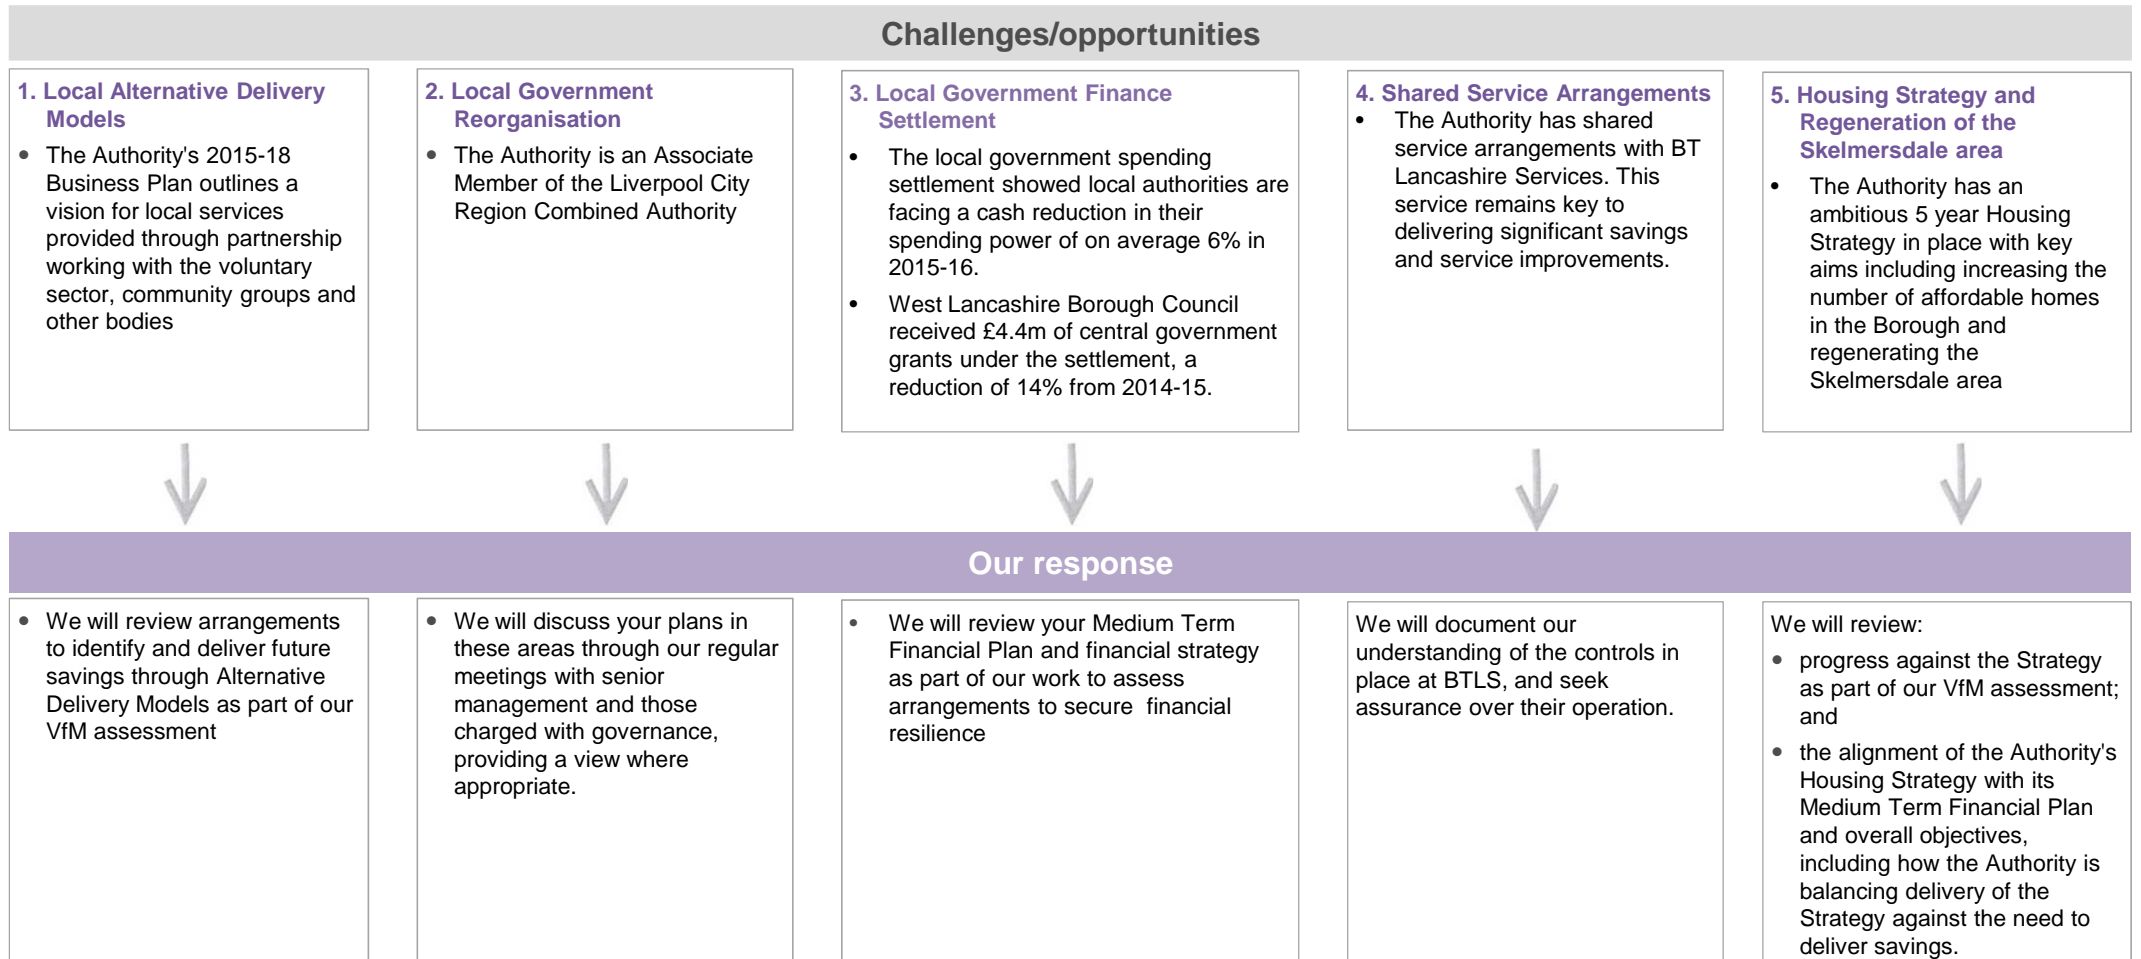 Challenges/opportunities
1. Local Alternative Delivery
Models
• The Authority's 2015-18
Business Plan outlines a
vision for local services
provided through partnership
working with the voluntary
sector, community groups and
other bodies
2. Local Government
Reorganisation
• The Authority is an Associate
Member of the Liverpool City
Region Combined Authority
3. Local Government Finance
Settlement
• The local government spending
settlement showed local authorities are
facing a cash reduction in their
spending power of on average 6% in
2015-16.
• West Lancashire Borough Council
received £4.4m of central government
grants under the settlement, a
reduction of 14% from 2014-15.
4. Shared Service Arrangements
• The Authority has shared
service arrangements with BT
Lancashire Services. This
service remains key to
delivering significant savings
and service improvements.
5. Housing Strategy and
Regeneration of the
Skelmersdale area
• The Authority has an
ambitious 5 year Housing
Strategy in place with key
aims including increasing the
number of affordable homes
in the Borough and
regenerating the
Skelmersdale area
Our response
• We will review arrangements
to identify and deliver future
savings through Alternative
Delivery Models as part of our
VfM assessment
• We will discuss your plans in
these areas through our regular
meetings with senior
management and those
charged with governance,
providing a view where
appropriate.
• We will review your Medium Term
Financial Plan and financial strategy
as part of our work to assess
arrangements to secure  financial
resilience
We will document our
understanding of the controls in
place at BTLS, and seek
assurance over their operation.
We will review:
• progress against the Strategy
as part of our VfM assessment;
and
• the alignment of the Authority's
Housing Strategy with its
Medium Term Financial Plan
and overall objectives,
including how the Authority is
balancing delivery of the
Strategy against the need to
deliver savings.